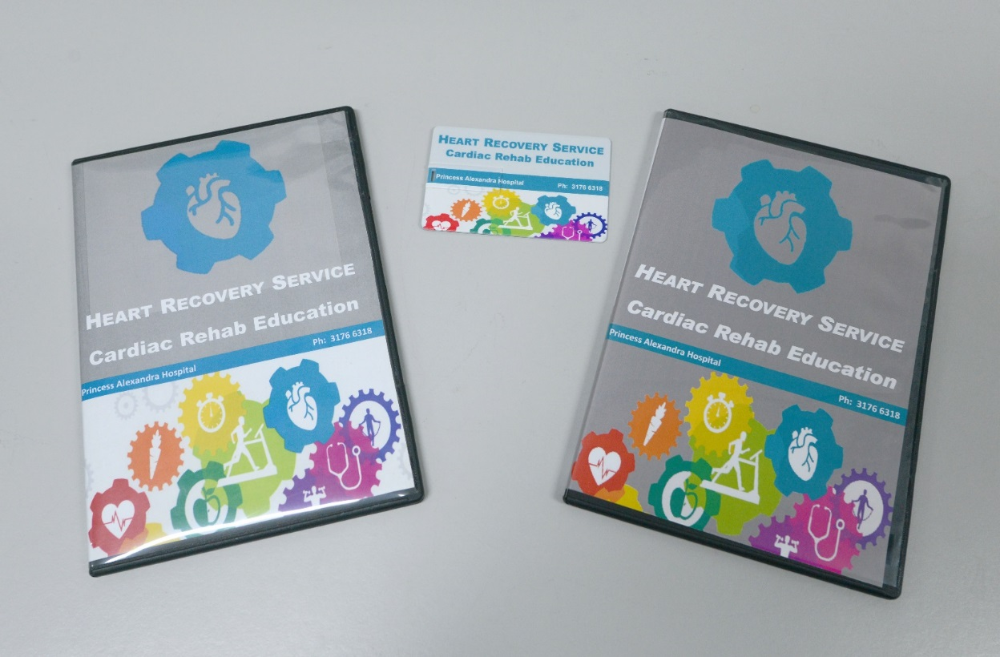 HEART RECOVERY SERVICE
Cardiac Rehab Education
Princess Alexandra Hospital Ph: 3176 6318
HEART RECOVERY SERVICE
Cardiac Rehab Education
Princess Alexandra Hospital Ph: 3176 6318
HEART RECOVERY SERVICE
Cardiac Rehab Education
Princess Alexandra Hospital Ph: 3176 6318